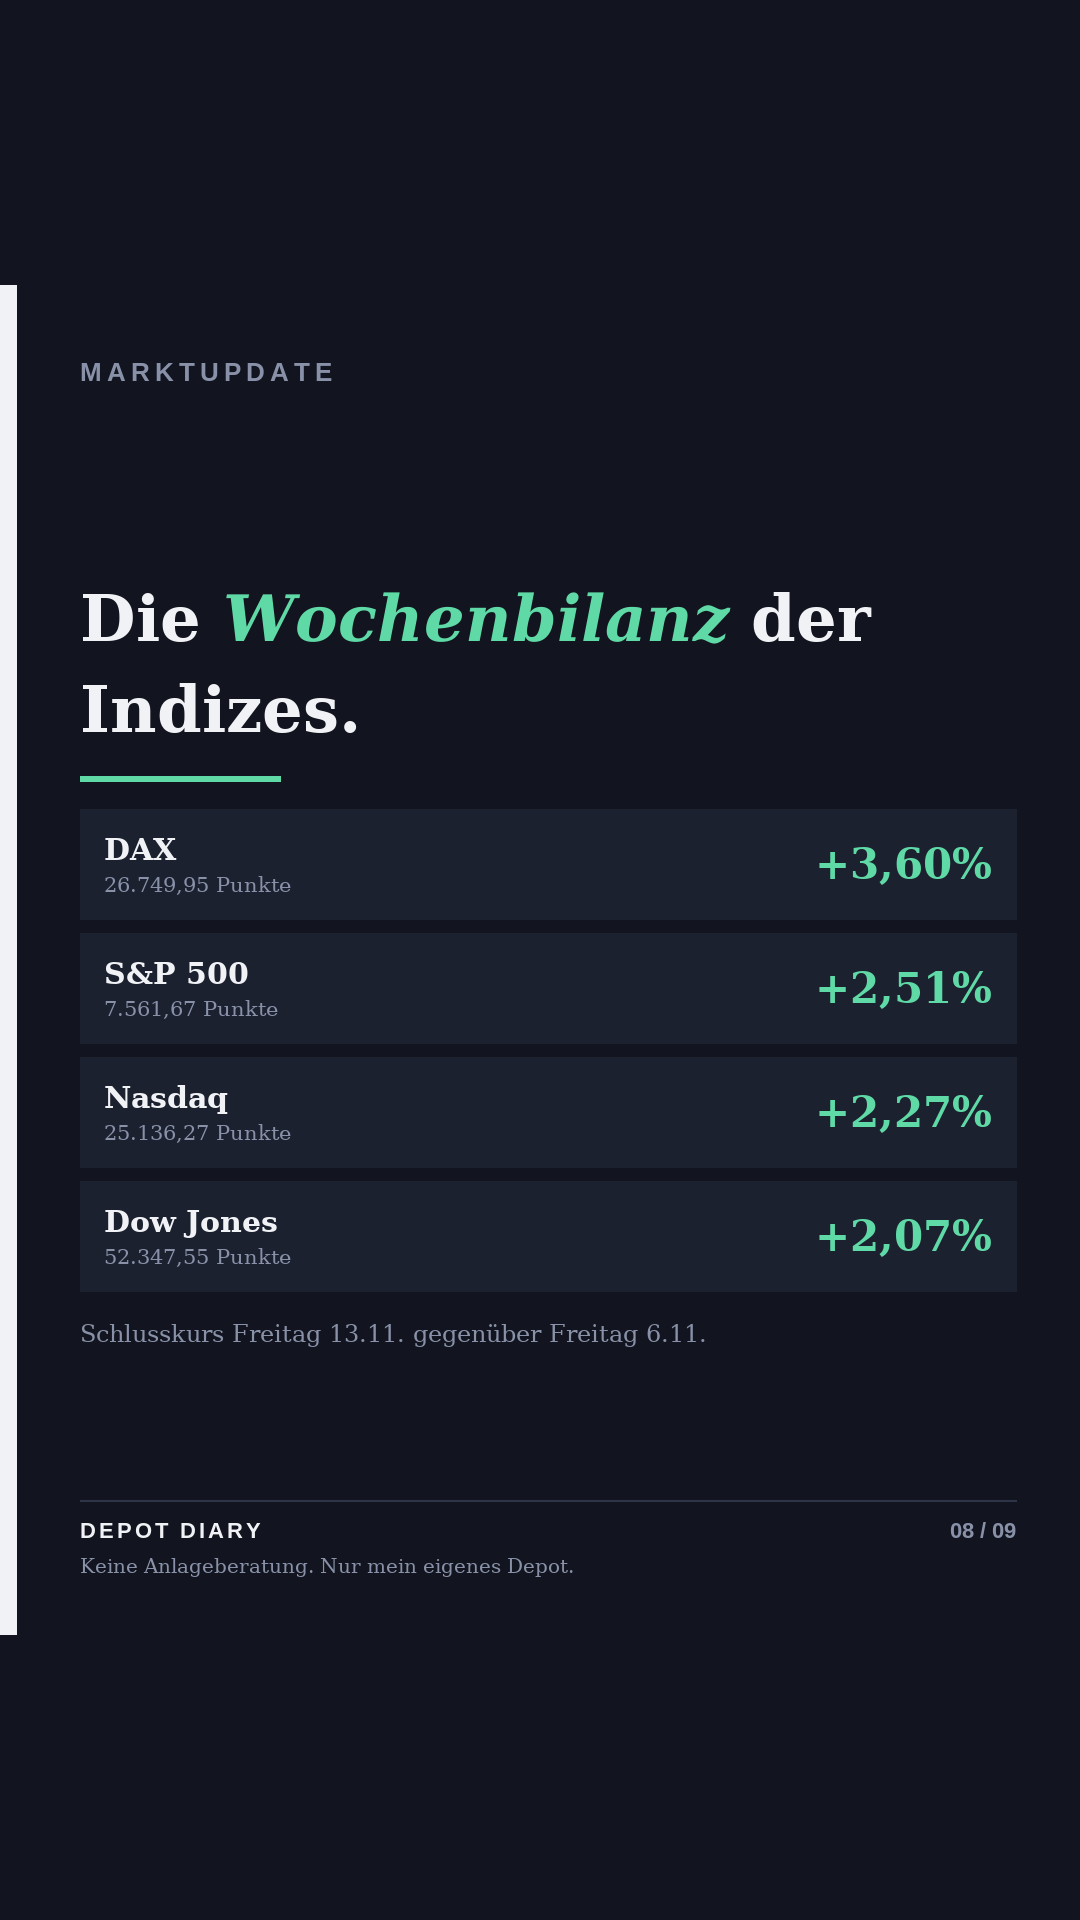 MARKTUPDATE
Die Wochenbilanz der
Indizes.
DAX
26.749,95 Punkte
+3,60%
S&P 500
7.561,67 Punkte
+2,51%
Nasdaq
25.136,27 Punkte
+2,27%
Dow Jones
52.347,55 Punkte
+2,07%
Schlusskurs Freitag 13.11. gegenüber Freitag 6.11.
DEPOT DIARY
08 / 09
Keine Anlageberatung. Nur mein eigenes Depot.